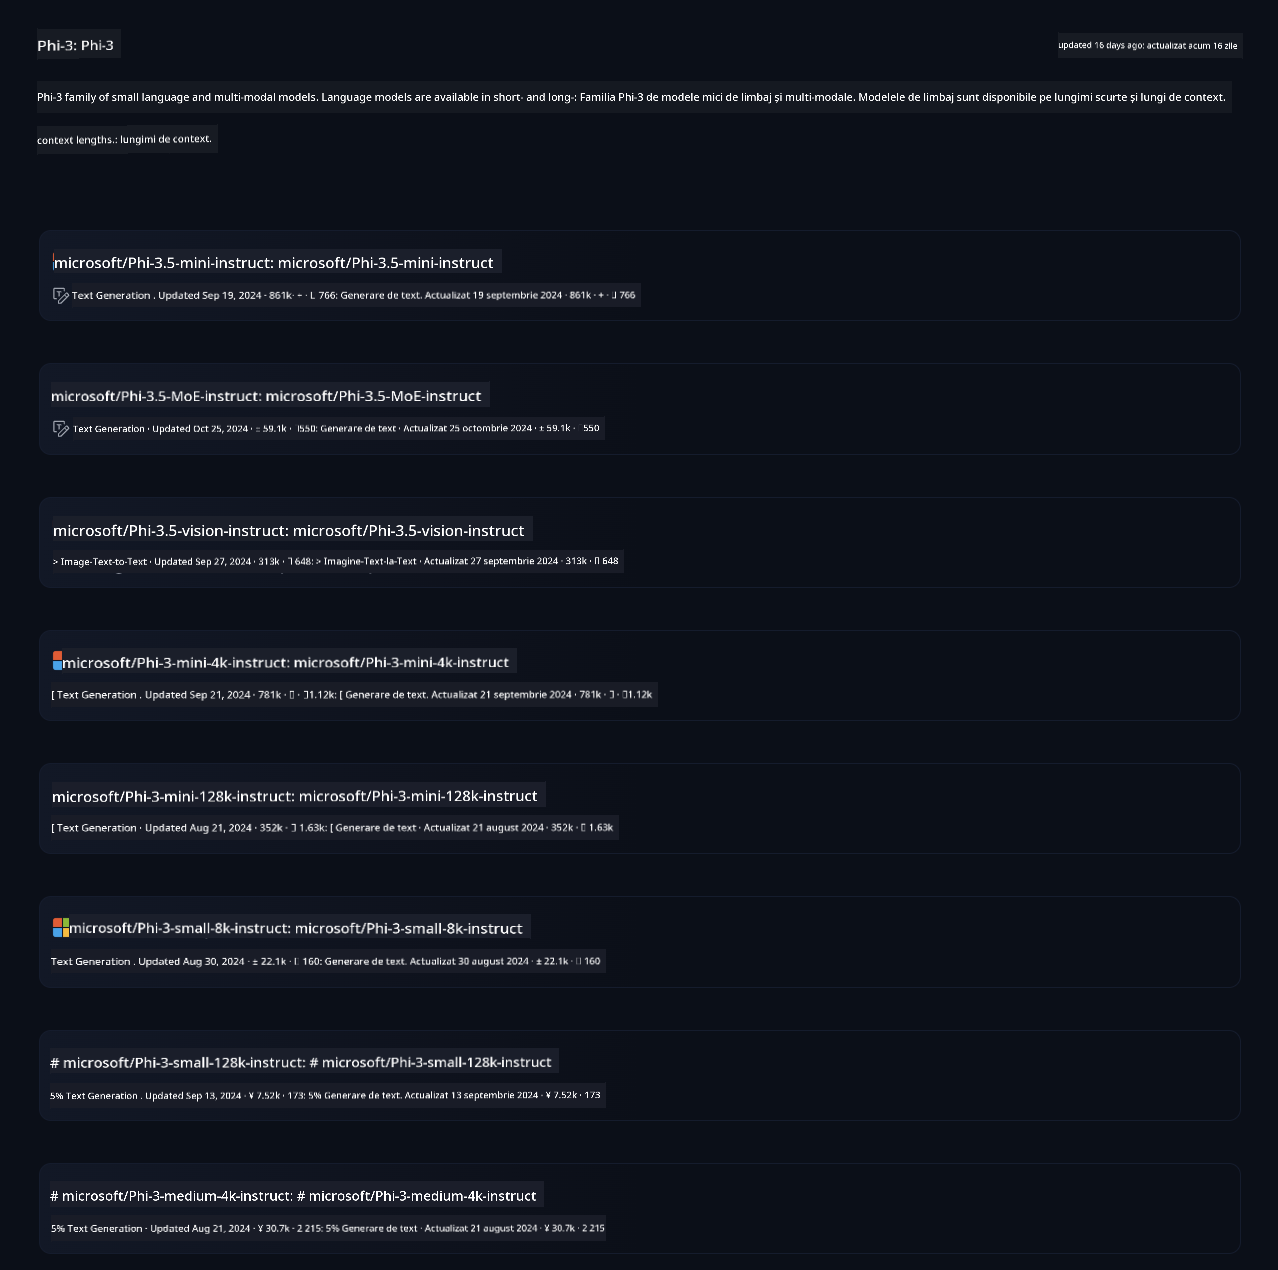 Phi-3: Phi-3
updated 16 days ago: actualizat acum 16 zile
Phi-3 family of small language and multi-modal models. Language models are available in short- and long-: Familia Phi-3 de modele mici de limbaj și multi-modale. Modelele de limbaj sunt disponibile pe lungimi scurte și lungi de context.
context lengths.: lungimi de context.
microsoft/Phi-3.5-mini-instruct: microsoft/Phi-3.5-mini-instruct
Text Generation . Updated Sep 19, 2024 · 861k · 766: Generare de text. Actualizat 19 septembrie 2024 · 861k · + · 766
microsoft/Phi-3.5-MoE-instruct: microsoft/Phi-3.5-MoE-instruct
Text Generation · Updated Oct 25, 2024 · ± 59.1k · l550: Generare de text · Actualizat 25 octombrie 2024 · ± 59.1k · 550
microsoft/Phi-3.5-vision-instruct: microsoft/Phi-3.5-vision-instruct
> Image-Text-to-Text · Updated Sep 27, 2024 · 313k · 648: > Imagine-Text-la-Text · Actualizat 27 septembrie 2024 · 313k · 648
microsoft/Phi-3-mini-4k-instruct: microsoft/Phi-3-mini-4k-instruct
[ Text Generation . Updated Sep 21, 2024 · 781k · · 1.12k: [ Generare de text. Actualizat 21 septembrie 2024 · 781k · · 1.12k
microsoft/Phi-3-mini-128k-instruct: microsoft/Phi-3-mini-128k-instruct
[ Text Generation · Updated Aug 21, 2024 · 352k · 1.63k: [ Generare de text · Actualizat 21 august 2024 · 352k · 1.63k
microsoft/Phi-3-small-8k-instruct: microsoft/Phi-3-small-8k-instruct
Text Generation . Updated Aug 30, 2024 · ± 22.1k · 160: Generare de text. Actualizat 30 august 2024 · ± 22.1k · 160
# microsoft/Phi-3-small-128k-instruct: # microsoft/Phi-3-small-128k-instruct
5% Text Generation . Updated Sep 13, 2024 · ¥ 7.52k · 173: 5% Generare de text. Actualizat 13 septembrie 2024 · ¥ 7.52k · 173
# microsoft/Phi-3-medium-4k-instruct: # microsoft/Phi-3-medium-4k-instruct
5% Text Generation · Updated Aug 21, 2024 · ¥ 30.7k · 2 215: 5% Generare de text · Actualizat 21 august 2024 · ¥ 30.7k · 2 215